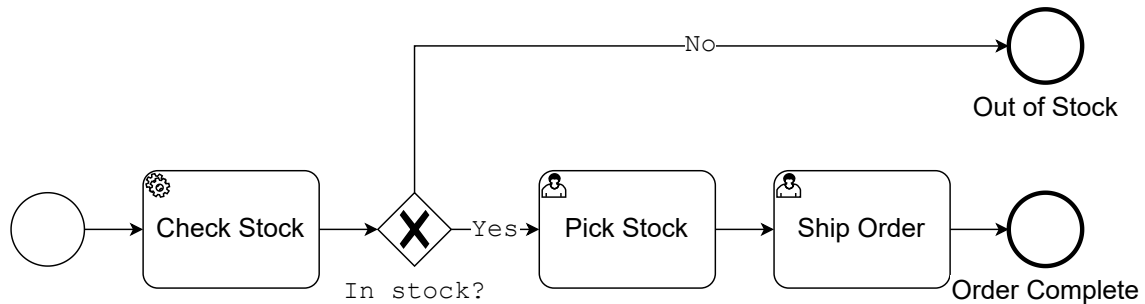 No
Out of Stock
Check Stock
Yes
Pick Stock
Ship Order
In stock?
Order Complete